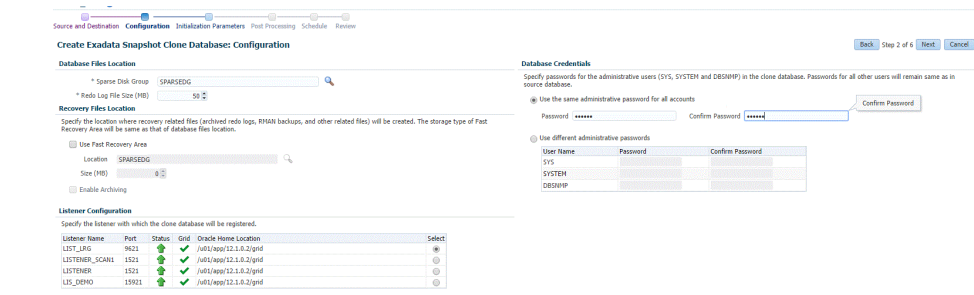 Source and Destination Configuration Initialization Parameters Post Processing Schedule Review
Create Exadata Snapshot Clone Database: Configuration
Back Step 2 of 6 Next Cancel
Database Files Location
* Sparse Disk Group SPARSEDG
* Redo Log File Size (MB) 50
Recovery Files Location
Specify the location where recovery related files (archived redo logs, RMAN backups, and other related files) will be created. The storage type of Fast
Recovery Area will be same as that of database files location.
Use Fast Recovery Area
Location SPARSEDG
Size (MB) 0
Enable Archiving
Database Credentials
Specify passwords for the administrative users (SYS, SYSTEM and DBSNMP) in the clone database. Passwords for all other users will remain same as in
source database.
Use the same administrative password for all accounts
Confirm Password
Password •••••• Confirm Password ••••••
Use different administrative passwords
User Name Password Confirm Password
SYS
SYSTEM
DBSNMP
Listener Configuration
Specify the listener with which the clone database will be registered.
Listener Name Port Status Grid Oracle Home Location Select
LIST_LRG 9621 /u01/app/12.1.0.2/grid
LISTENER_SCAN1 1521 /u01/app/12.1.0.2/grid
LISTENER 1521 /u01/app/12.1.0.2/grid
LIS_DEMO 15921 /u01/app/12.1.0.2/grid